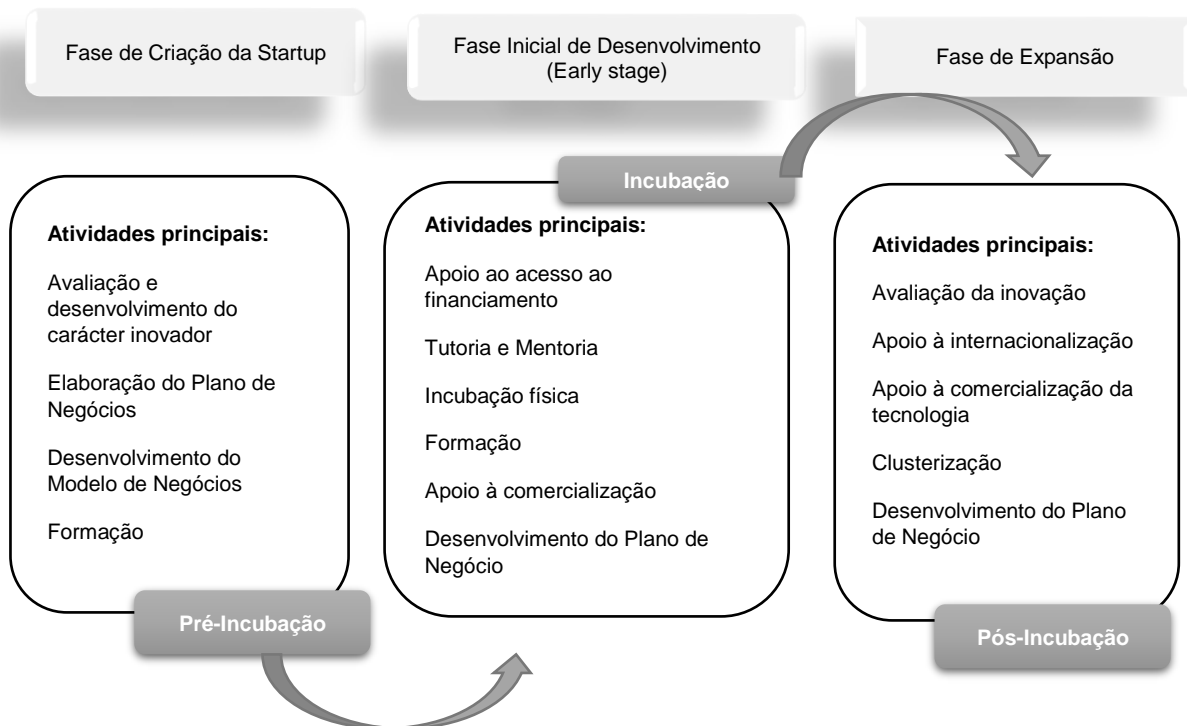 Fase de Criação da Startup
Fase Inicial de Desenvolvimento
(Early stage)
Fase de Expansão
Atividades principais:
Avaliação e
desenvolvimento do
carácter inovador
Elaboração do Plano de
Negócios
Desenvolvimento do
Modelo de Negócios
Formação
Pré-Incubação
Incubação
Atividades principais:
Apoio ao acesso ao
financiamento
Tutoria e Mentoria
Incubação física
Formação
Apoio à comercialização
Desenvolvimento do Plano de
Negócio
Atividades principais:
Avaliação da inovação
Apoio à internacionalização
Apoio à comercialização da
tecnologia
Clusterização
Desenvolvimento do Plano
de Negócio
Pós-Incubação